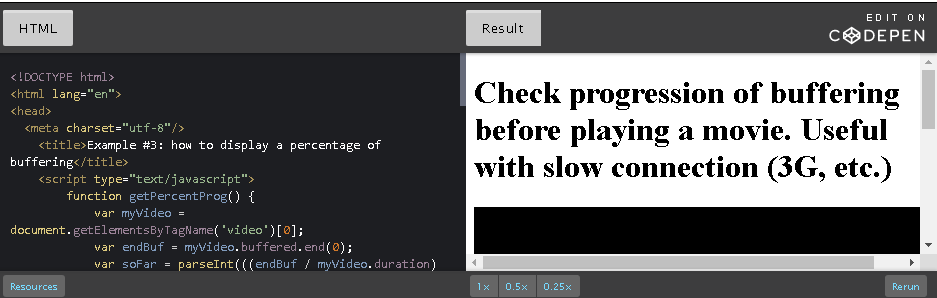 HTML
Result
EDIT ON
CODEPEN
<!DOCTYPE html>
<html lang="en">
<head>
<meta charset="utf-8"/>
<title>Example #3: how to display a percentage of
buffering</title>
<script type="text/javascript">
function getPercentProg() {
var myVideo =
document.getElementsByTagName('video')[0];
var endBuf = myVideo.buffered.end(0);
var soFar = parseInt(((endBuf / myVideo.duration)
Check progression of buffering
before playing a movie. Useful
with slow connection (3G, etc.)
Resources
1× 0.5× 0.25×
Rerun